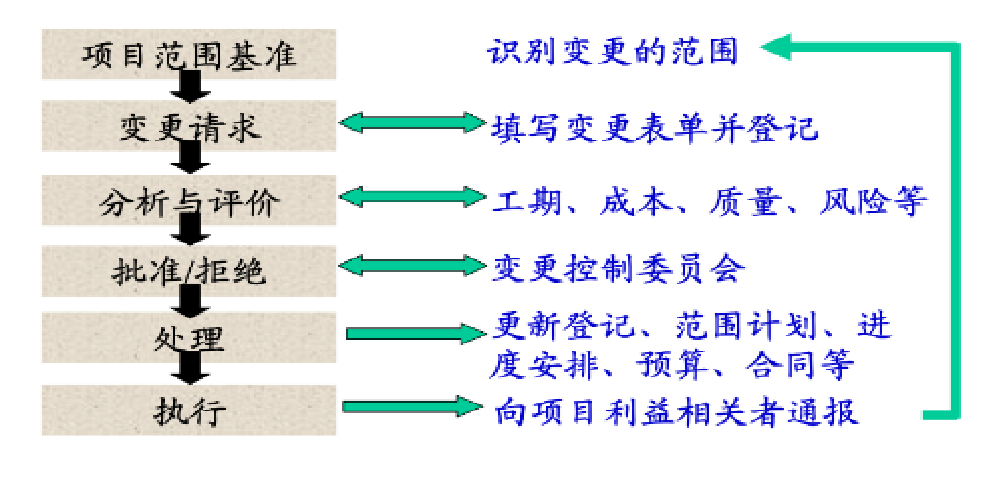 项目范围基准
识别变更的范围
变更请求
填写变更表单并登记
分析与评价
工期、成本、质量、风险等
批准/拒绝
变更控制委员会
处理
更新登记、范围计划、进
度安排、预算、合同等
执行
向项目利益相关者通报